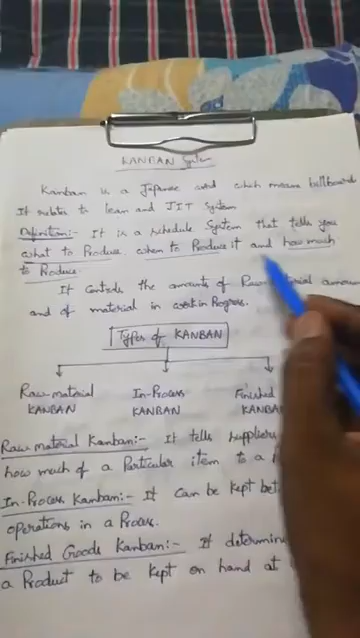 KANBAN System
Kanban is a Japanese word which means billboard
It relates to lean and JIT System
Definition:- It is a schedule System that tells you
what to Produce, when to Produce it and how much
to Produce.
It controls the amounts of Raw material
and of material in work in Progress.
Types of KANBAN
Raw-material In-Process Finished
KANBAN KANBAN KANBA
Raw material Kanban:- It tells suppliers
how much of a Particular item to a
In-Process Kanban:- It can be kept bet
operations in a Process.
Finished Goods Kanban:- It determin
a Product to be kept on hand at